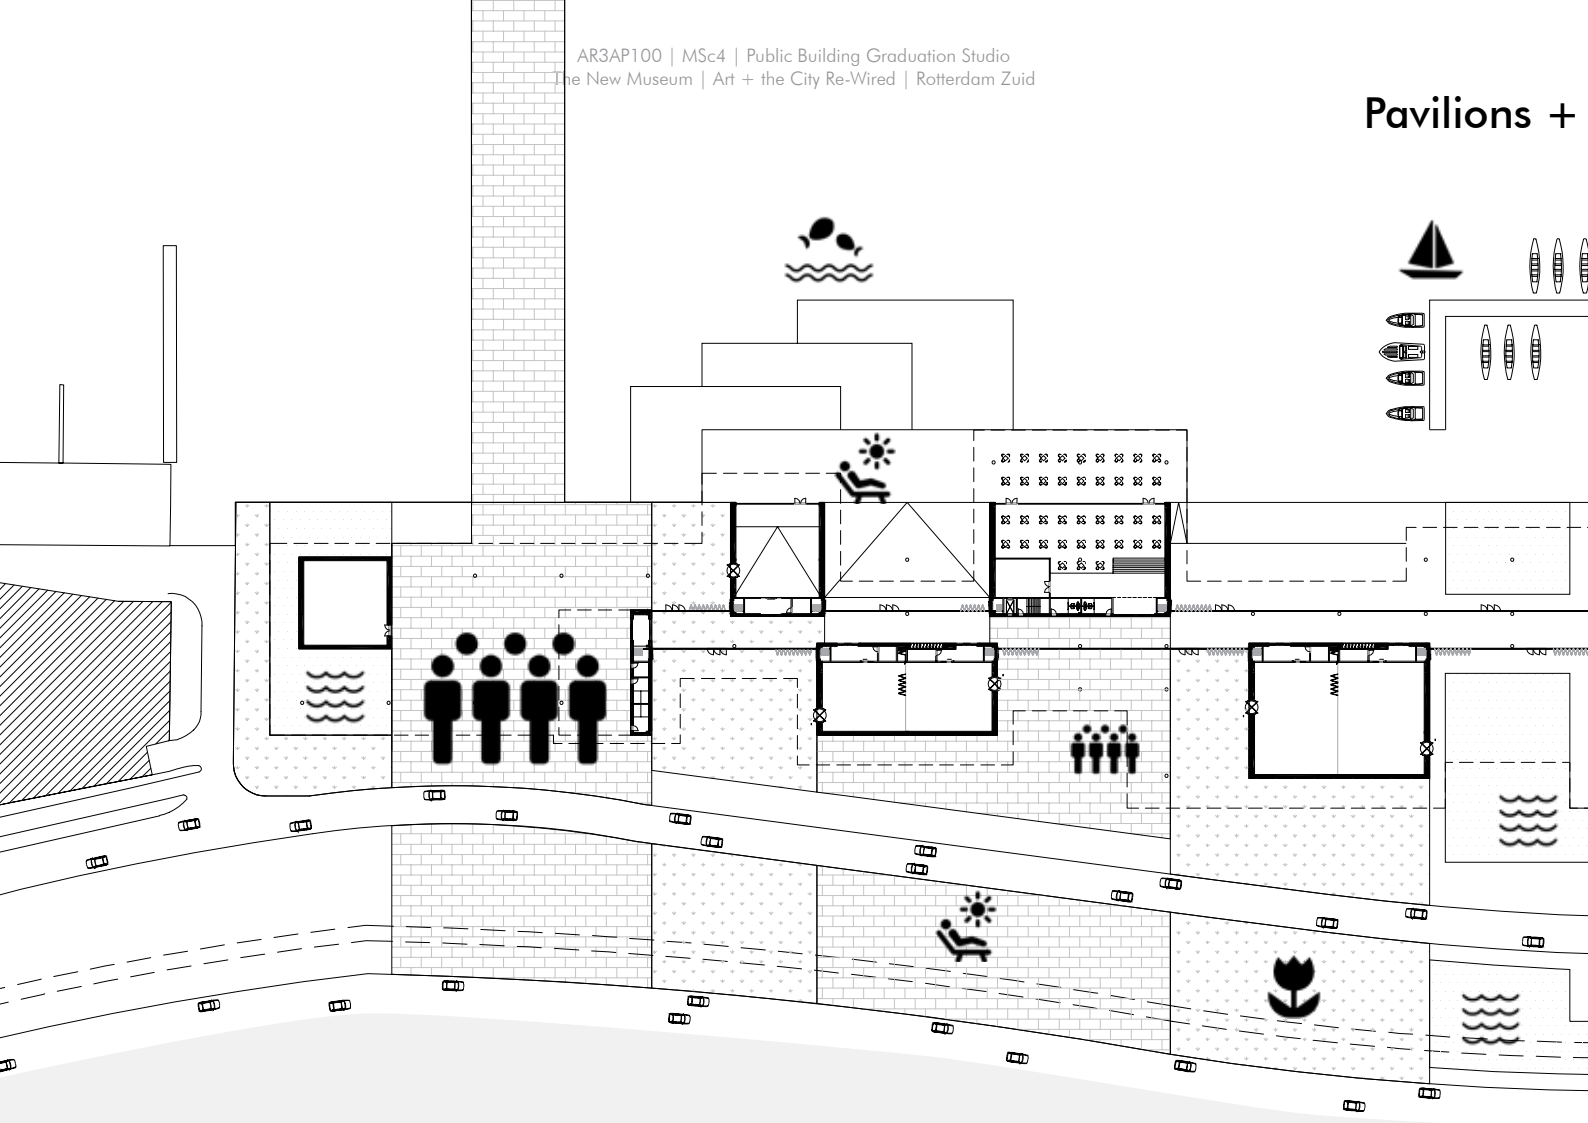 AR3AP100 | MSc4 | Public Building Graduation Studio
The New Museum | Art + the City Re-Wired | Rotterdam Zuid
Pavilions +